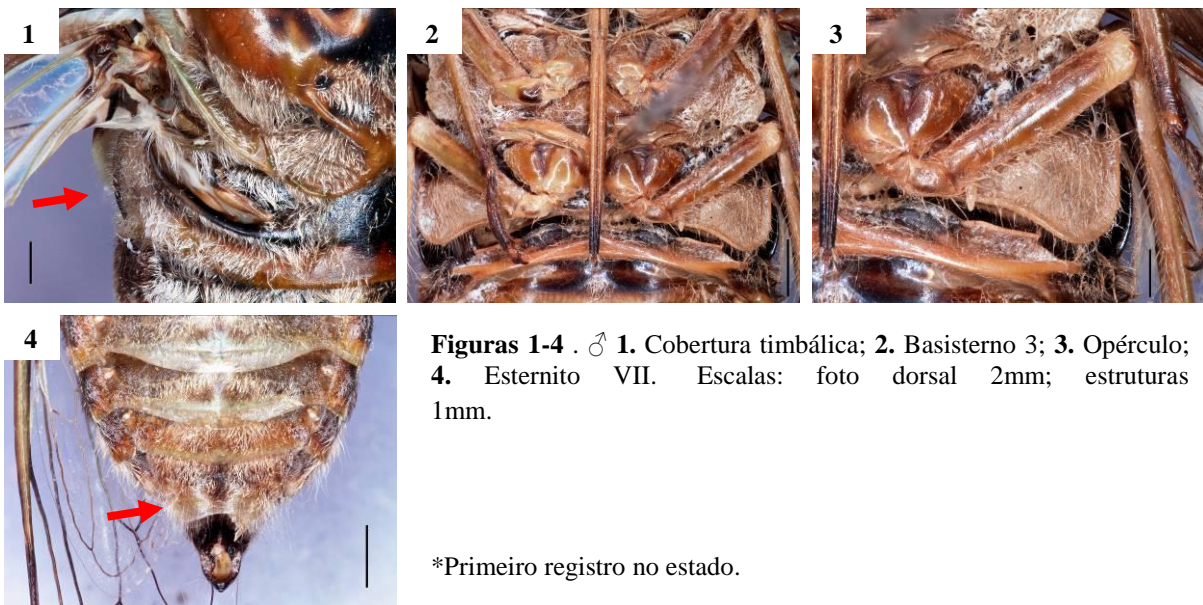 1
2
3
4
Figuras 1-4 . ♂ 1. Cobertura timbálica; 2. Basisterno 3; 3. Opérculo;
4. Esternito VII. Escalas: foto dorsal 2mm; estruturas
1mm.
*Primeiro registro no estado.